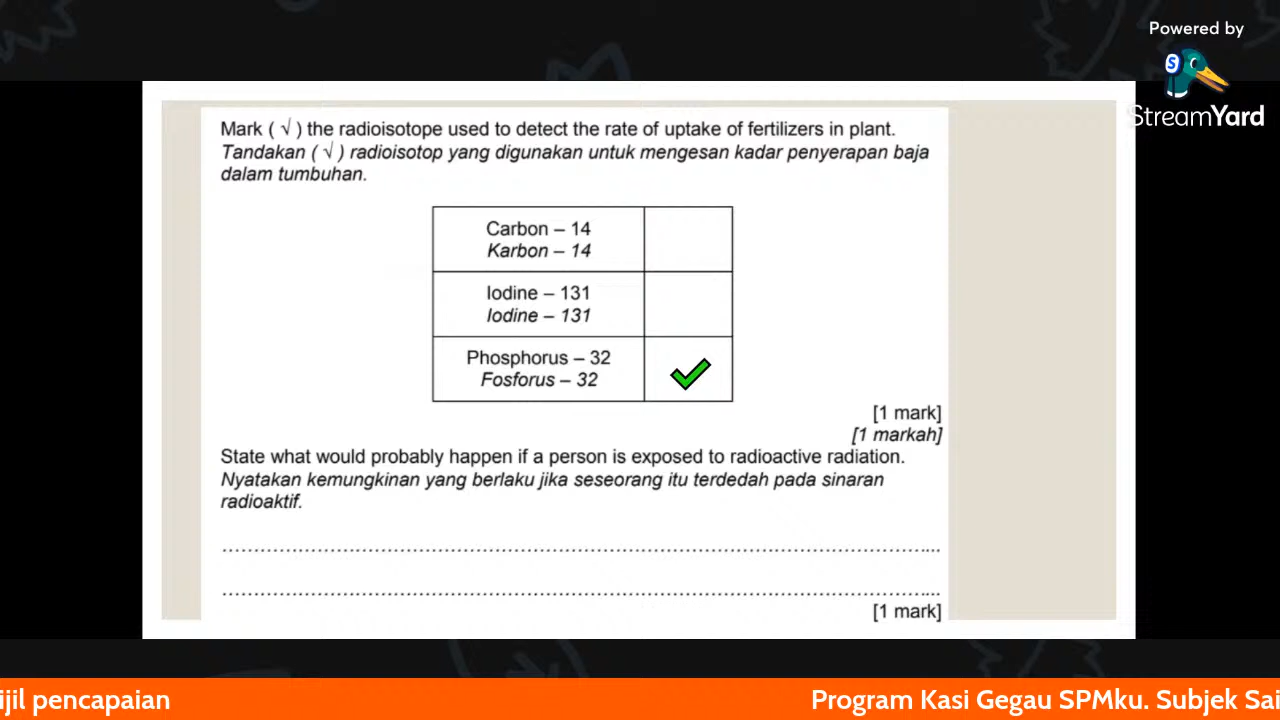 Powered by
S
StreamYard
Mark ( √ ) the radioisotope used to detect the rate of uptake of fertilizers in plant.
Tandakan ( √ ) radioisotop yang digunakan untuk mengesan kadar penyerapan baja
dalam tumbuhan.
Carbon – 14
Karbon – 14
Iodine – 131
Iodine – 131
Phosphorus – 32
Fosforus – 32
[1 mark]
[1 markah]
State what would probably happen if a person is exposed to radioactive radiation.
Nyatakan kemungkinan yang berlaku jika seseorang itu terdedah pada sinaran
radioaktif.
[1 mark]
ijil pencapaian
Program Kasi Gegau SPMku. Subjek Sai